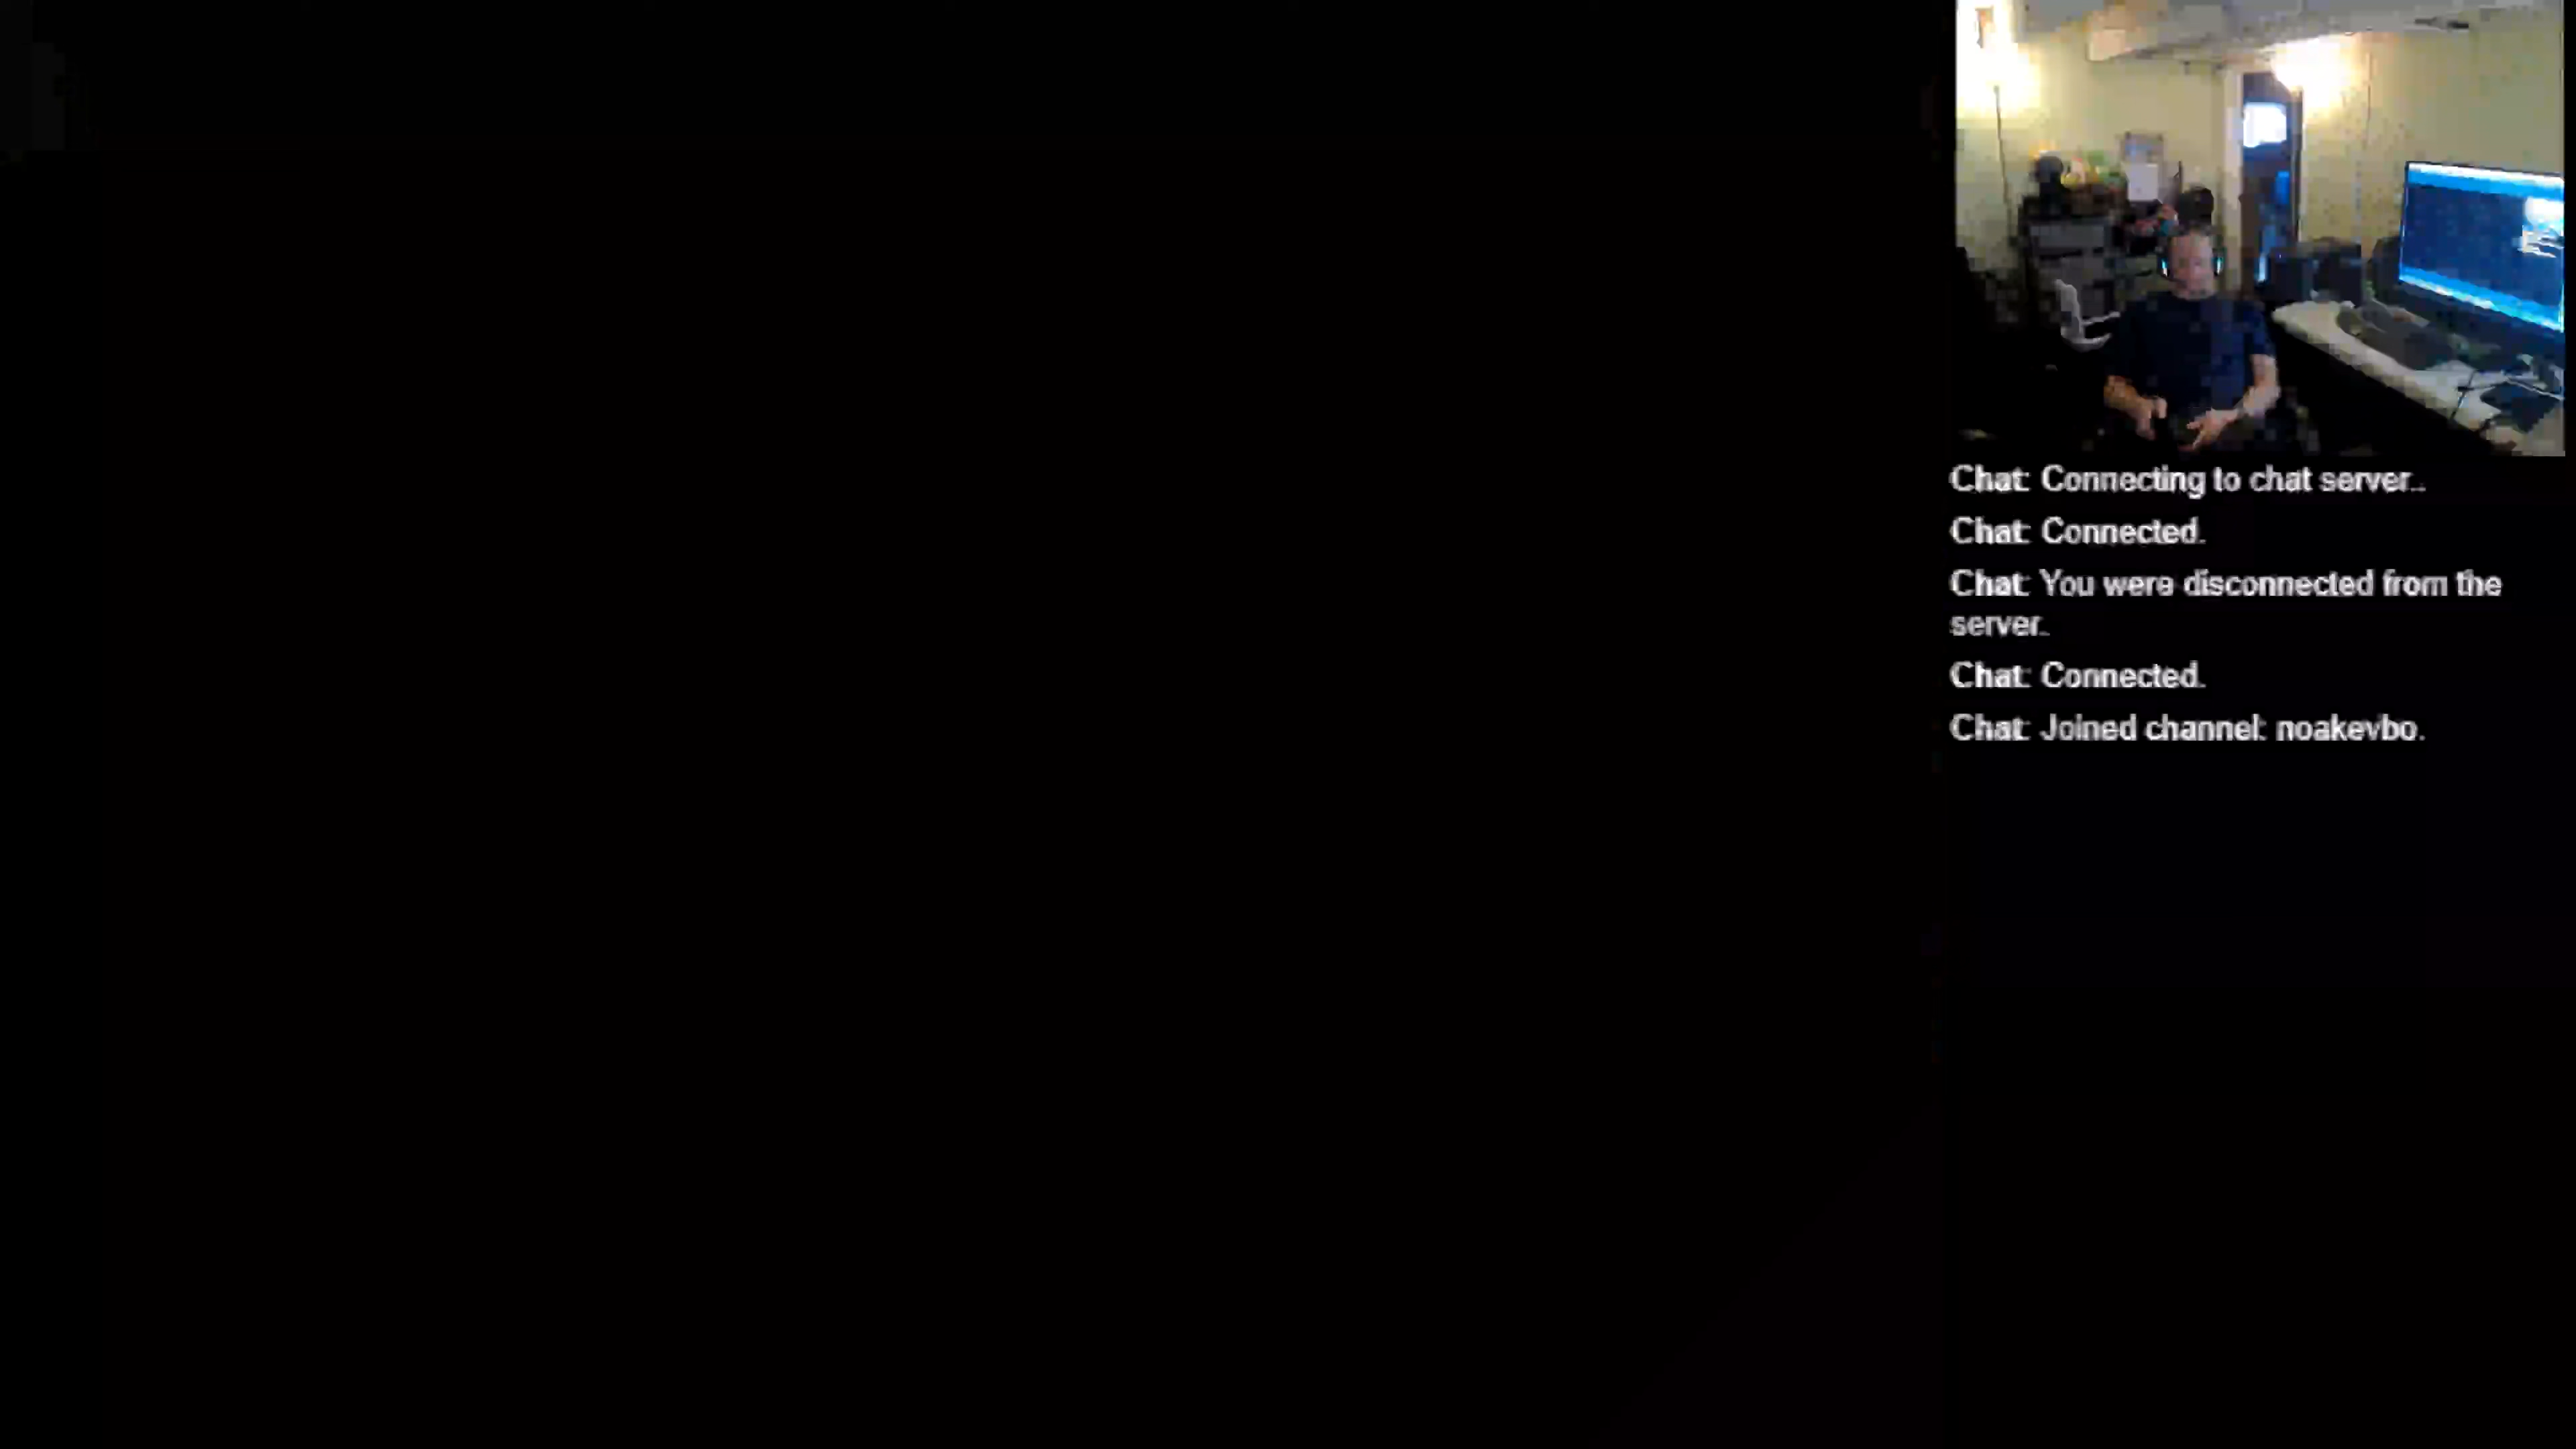 Chat: Connecting to chat server..
Chat: Connected.
Chat: You were disconnected from the
server.
Chat: Connected.
Chat: Joined channel: noakevbo.